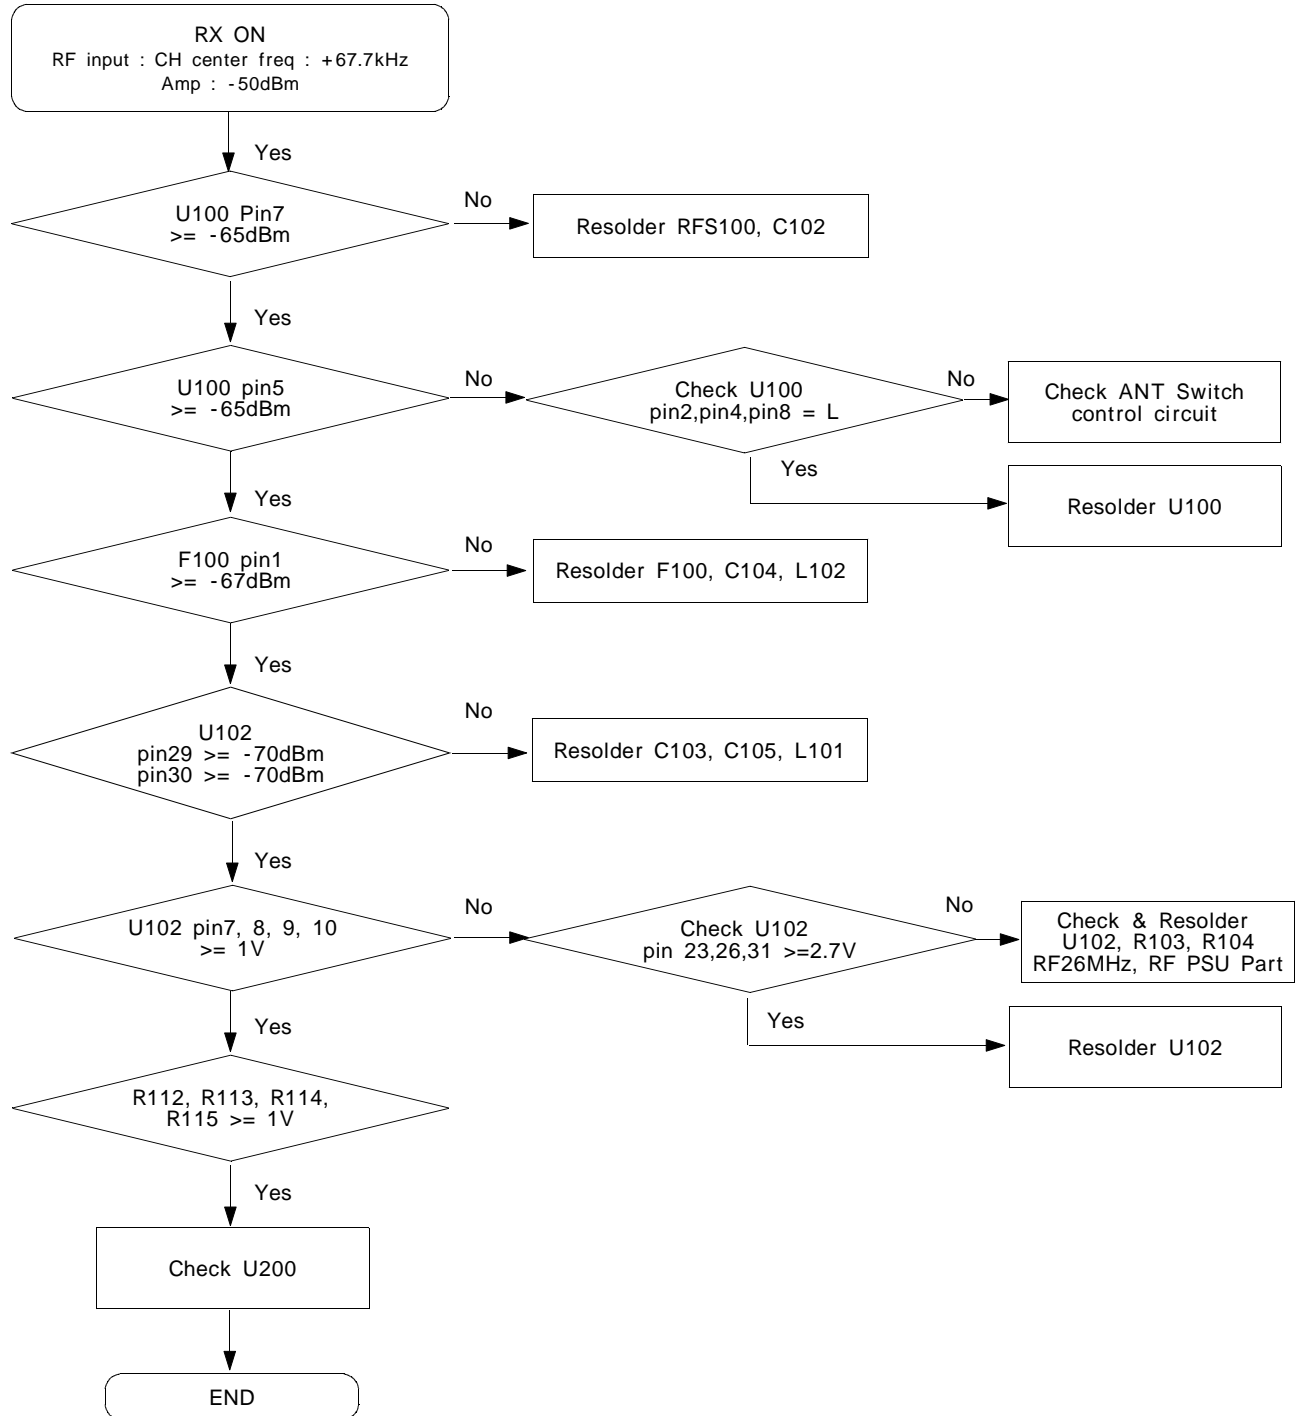 RX ON
RF input : CH center freq : +67.7kHz
Amp : -50dBm
Yes
U100 Pin7
>= -65dBm
No
Resolder RFS100, C102
Yes
U100 pin5
>= -65dBm
No
Check U100
pin2,pin4,pin8 = L
No
Check ANT Switch
control circuit
Yes
Resolder U100
Yes
F100 pin1
>= -67dBm
No
Resolder F100, C104, L102
Yes
U102
pin29 >= -70dBm
pin30 >= -70dBm
No
Resolder C103, C105, L101
Yes
U102 pin7, 8, 9, 10
>= 1V
No
Check U102
pin 23,26,31 >=2.7V
No
Check & Resolder
U102, R103, R104
RF26MHz, RF PSU Part
Yes
Resolder U102
Yes
R112, R113, R114,
R115 >= 1V
Yes
Check U200
END